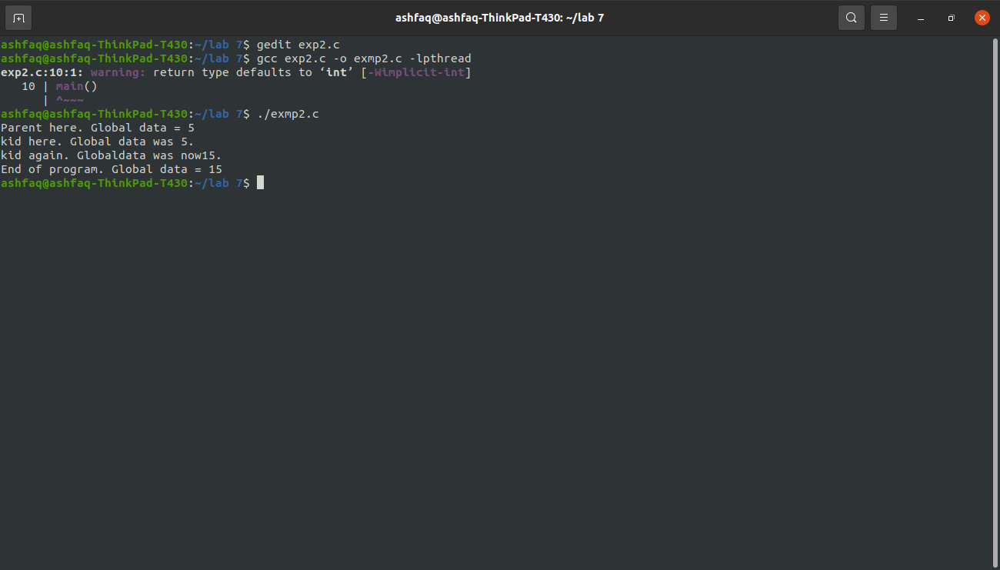 ashfaq@ashfaq-ThinkPad-T430: ~/lab 7
ashfaq@ashfaq-ThinkPad-T430:~/lab 7$ gedit exp2.c
ashfaq@ashfaq-ThinkPad-T430:~/lab 7$ gcc exp2.c -o exmp2.c -lpthread
exp2.c:10:1: warning: return type defaults to ‘int’ [-Wimplicit-int]
   10 | main()
      | ^~~~
ashfaq@ashfaq-ThinkPad-T430:~/lab 7$ ./exmp2.c
Parent here. Global data = 5
kid here. Global data was 5.
kid again. Globaldata was now15.
End of program. Global data = 15
ashfaq@ashfaq-ThinkPad-T430:~/lab 7$